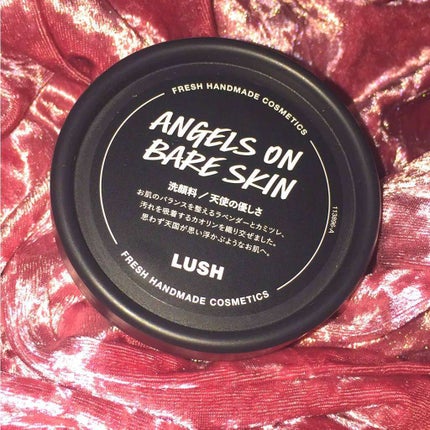 FRESH HANDMADE COSMETICS
ANGELS ON
BARE SKIN
洗顔料／天使の優しさ
お肌のバランスを整えるラベンダーとカミツレ、
汚れを吸着するカオリンを織り交ぜました。
思わず天国が思い浮かぶようなお肌へ。
LUSH
FRESH HANDMADE COSMETICS